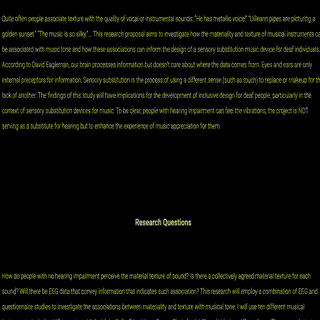 Quite often people associate texture with the quality of vocal or instrumental sounds: "He has metallic voice!" "Uilleann pipes are picturing a
golden sunset." "The music is so silky."... This research proposal aims to investigate how the materiality and texture of musical instruments ca
be associated with music tone and how these associations can inform the design of a sensory substitution music device for deaf individuals.
According to David Eagleman, our brain processes information but doesn't care about where the data comes from. Eyes and ears are only
external receptors for information. Sensory substitution is the process of using a different sense (such as touch) to replace or makeup for th
lack of another. The findings of this study will have implications for the development of inclusive design for deaf people, particularly in the
context of sensory substitution devices for music. To be clear, people with hearing impairment can feel the vibrations, the project is NOT
serving as a substitute for hearing but to enhance the experience of music appreciation for them.
Research Questions
How do people with no hearing impairment perceive the material texture of sound? Is there a collectively agreed material texture for each
sound? Will there be EEG data that convey information that indicates such association? This research will employ a combination of EEG and
questionnaire studies to investigate the associations between materiality and texture with musical tone. I will use ten different musical